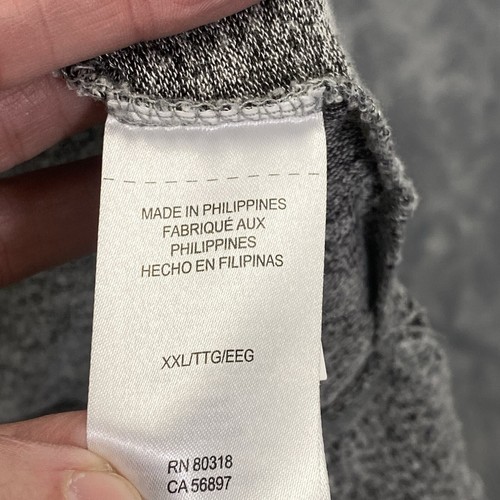 MADE IN PHILIPPINES
FABRIQUÉ AUX
PHILIPPINES
HECHO EN FILIPINAS
XXL/TTG/EEG
RN 80318
CA 56897